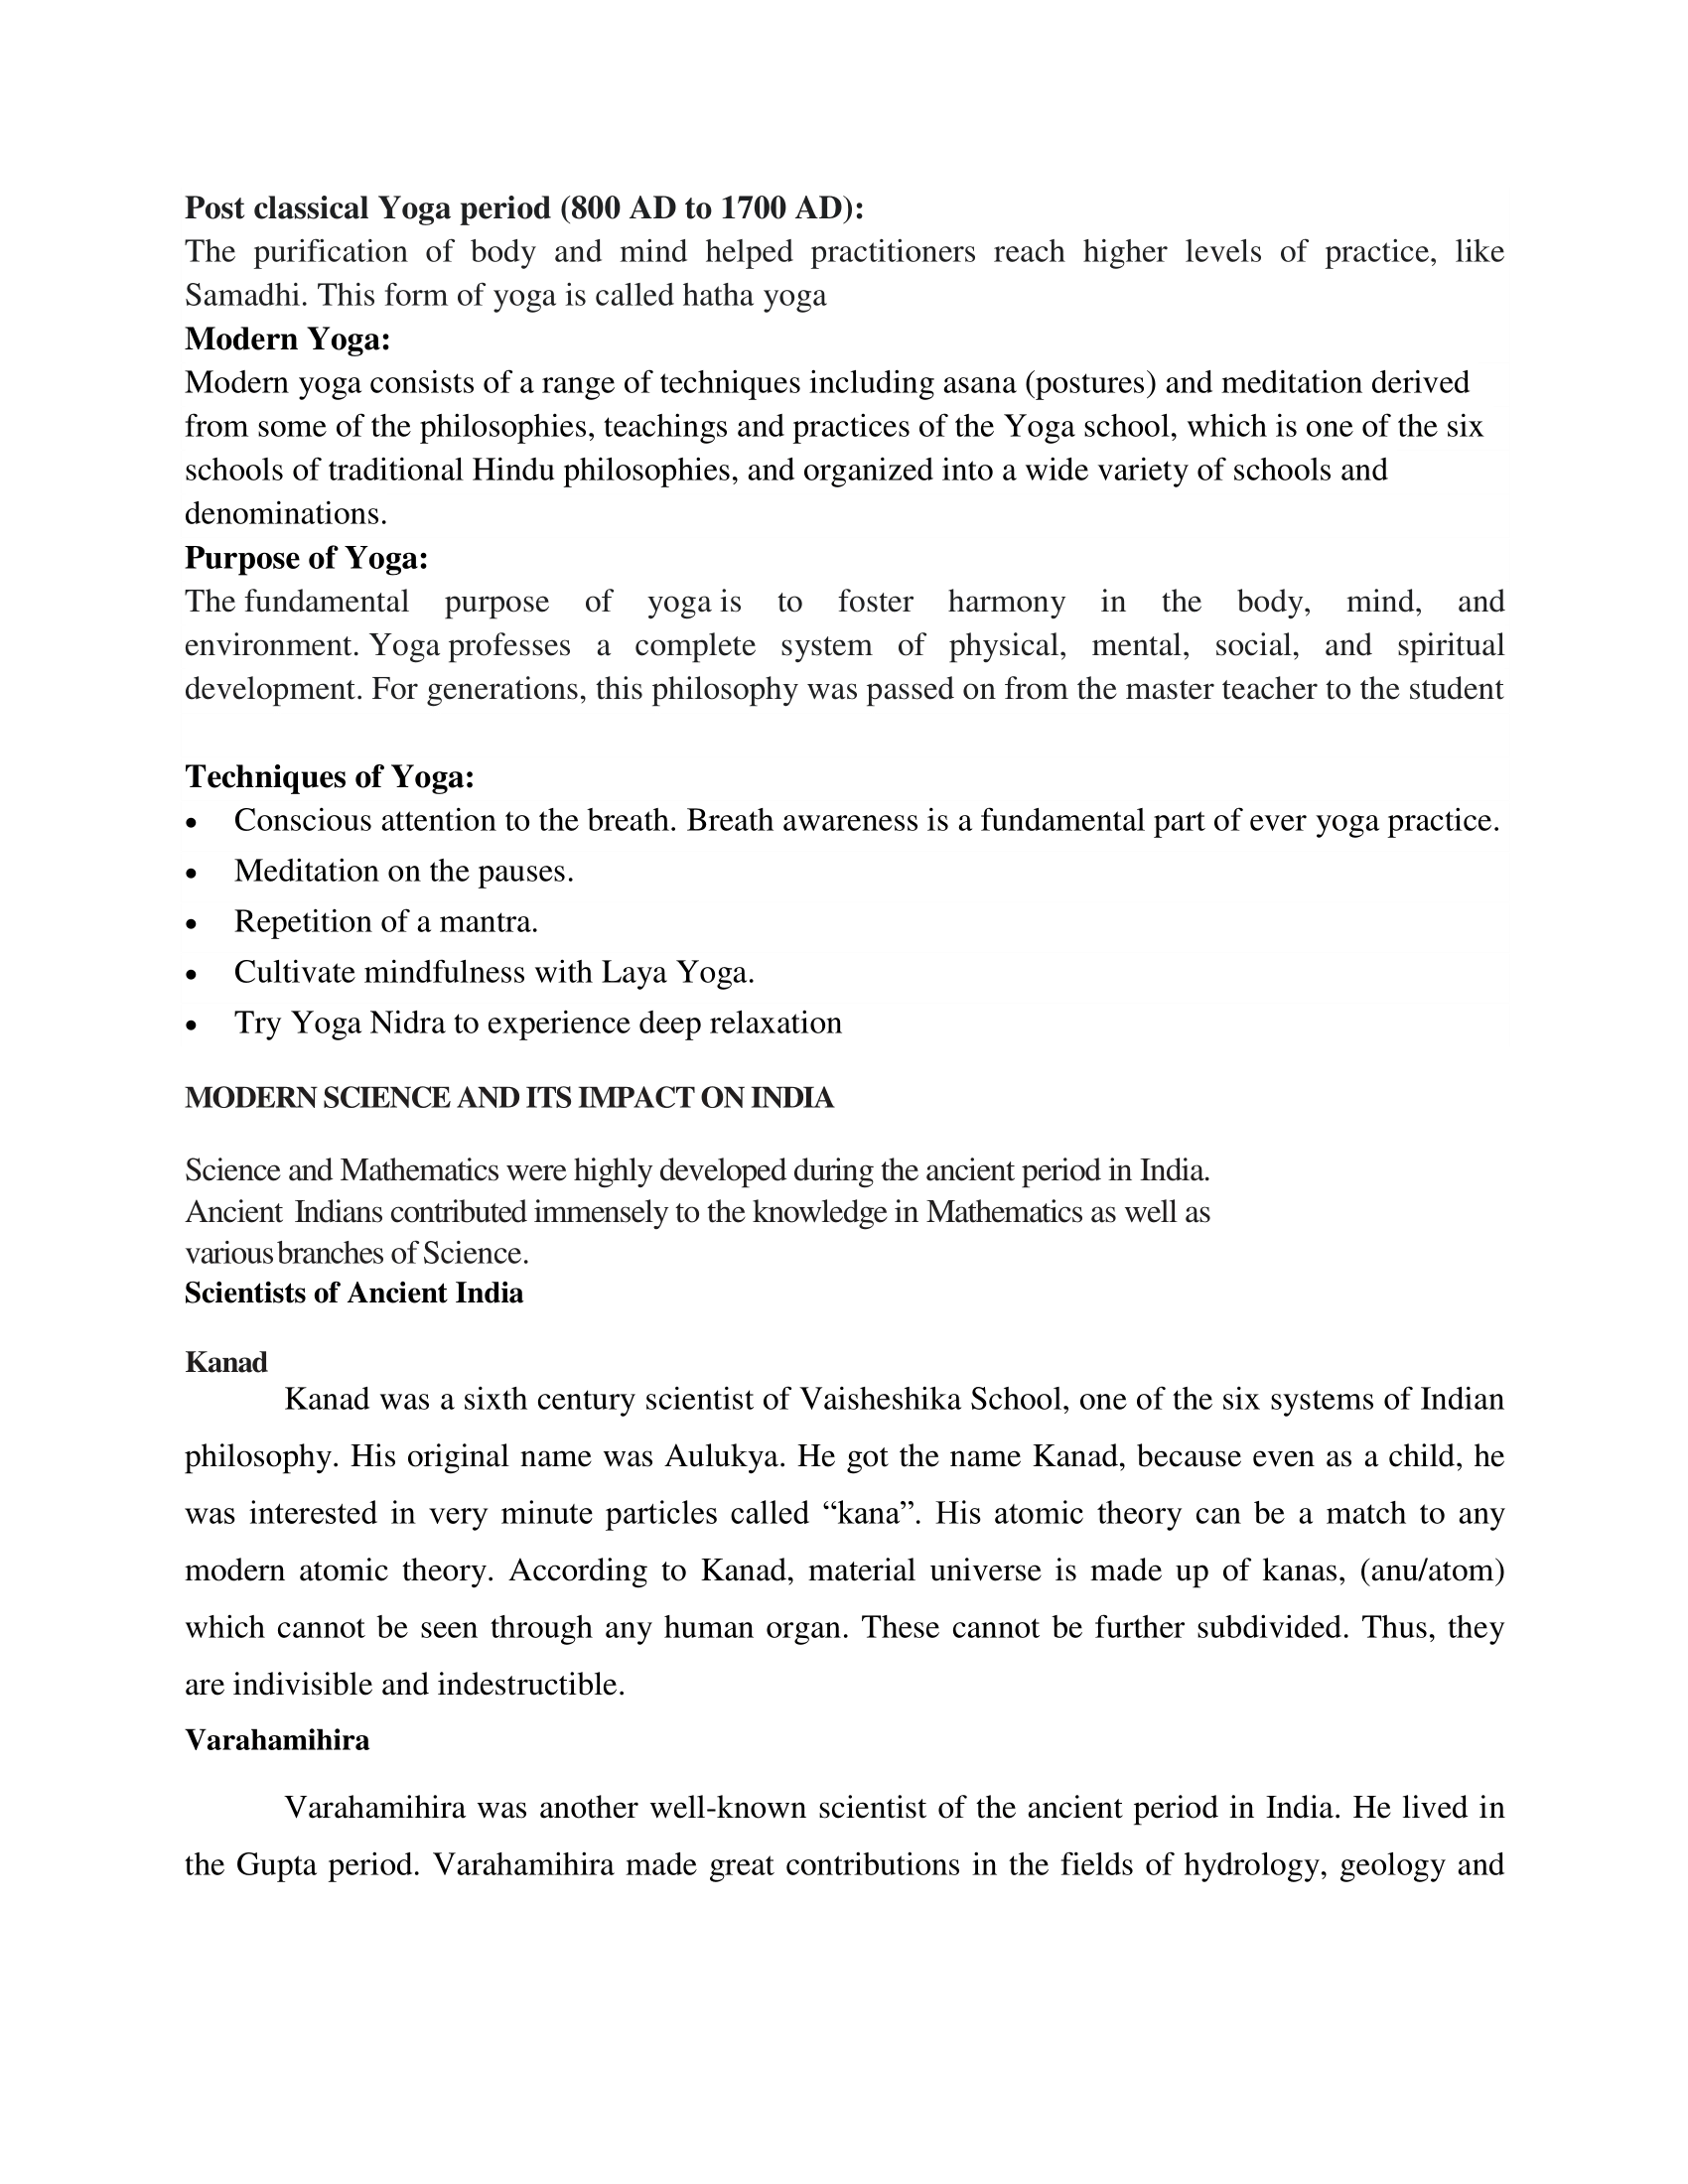 Post classical Yoga period (800 AD to 1700 AD):
The purification of body and mind helped practitioners reach higher levels of practice, like
Samadhi. This form of yoga is called hatha yoga
Modern Yoga:
Modern yoga consists of a range of techniques including asana (postures) and meditation derived
from some of the philosophies, teachings and practices of the Yoga school, which is one of the six
schools of traditional Hindu philosophies, and organized into a wide variety of schools and
denominations.
Purpose of Yoga:
The fundamental purpose of yoga is to foster harmony in the body, mind, and
environment. Yoga professes a complete system of physical, mental, social, and spiritual
development. For generations, this philosophy was passed on from the master teacher to the student
Techniques of Yoga:
• Conscious attention to the breath. Breath awareness is a fundamental part of ever yoga practice.
• Meditation on the pauses.
• Repetition of a mantra.
• Cultivate mindfulness with Laya Yoga.
• Try Yoga Nidra to experience deep relaxation
MODERN SCIENCE AND ITS IMPACT ON INDIA
Science and Mathematics were highly developed during the ancient period in India.
Ancient Indians contributed immensely to the knowledge in Mathematics as well as
various branches of Science.
Scientists of Ancient India
Kanad
Kanad was a sixth century scientist of Vaisheshika School, one of the six systems of Indian
philosophy. His original name was Aulukya. He got the name Kanad, because even as a child, he
was interested in very minute particles called “kana”. His atomic theory can be a match to any
modern atomic theory. According to Kanad, material universe is made up of kanas, (anu/atom)
which cannot be seen through any human organ. These cannot be further subdivided. Thus, they
are indivisible and indestructible.
Varahamihira
Varahamihira was another well-known scientist of the ancient period in India. He lived in
the Gupta period. Varahamihira made great contributions in the fields of hydrology, geology and